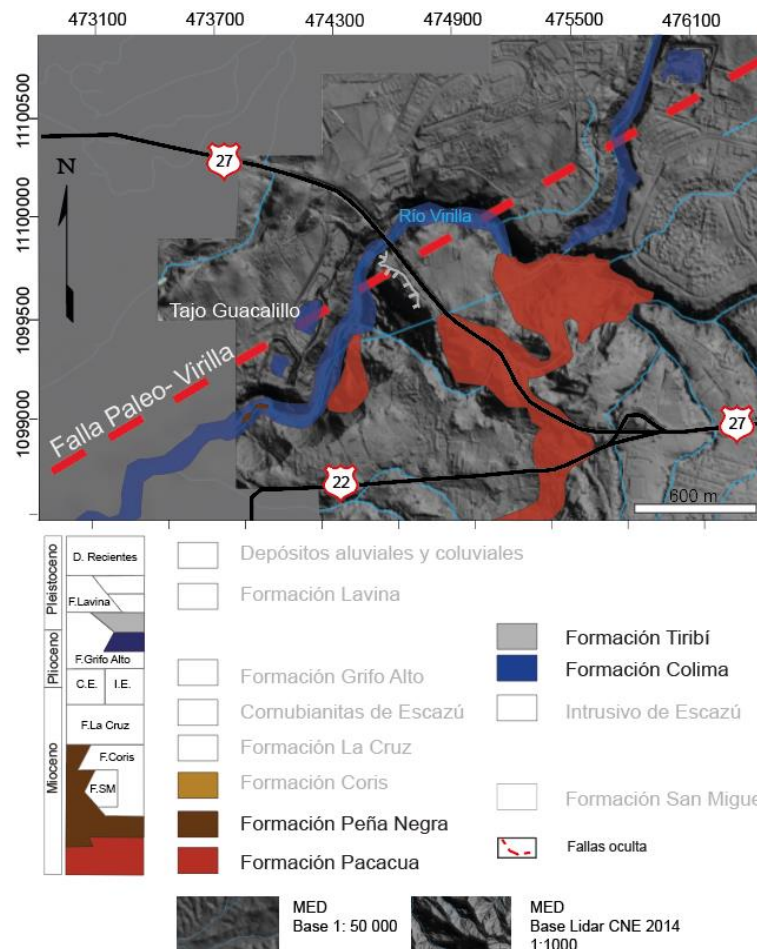 473100 473700 474300 474900 475500 476100
1100500
1100000
1099500
1099000
27
N
Río Virilla
Tajo Guacalillo
Falla Paleo- Virilla
27
22
600 m
Pleistoceno
Plioceno
Mioceno
D. Recientes
F.Lavina
F.Grifo Alto
C.E. I.E.
F.La Cruz
F.Coris
F.SM
Depósitos aluviales y coluviales
Formación Lavina
Formación Grifo Alto
Cornubianitas de Escazú
Formación La Cruz
Formación Coris
Formación Peña Negra
Formación Pacacua
Formación Tiribí
Formación Colima
Intrusivo de Escazú
Formación San Migue
Fallas oculta
MED
Base 1: 50 000
MED
Base Lidar CNE 2014
1:1000